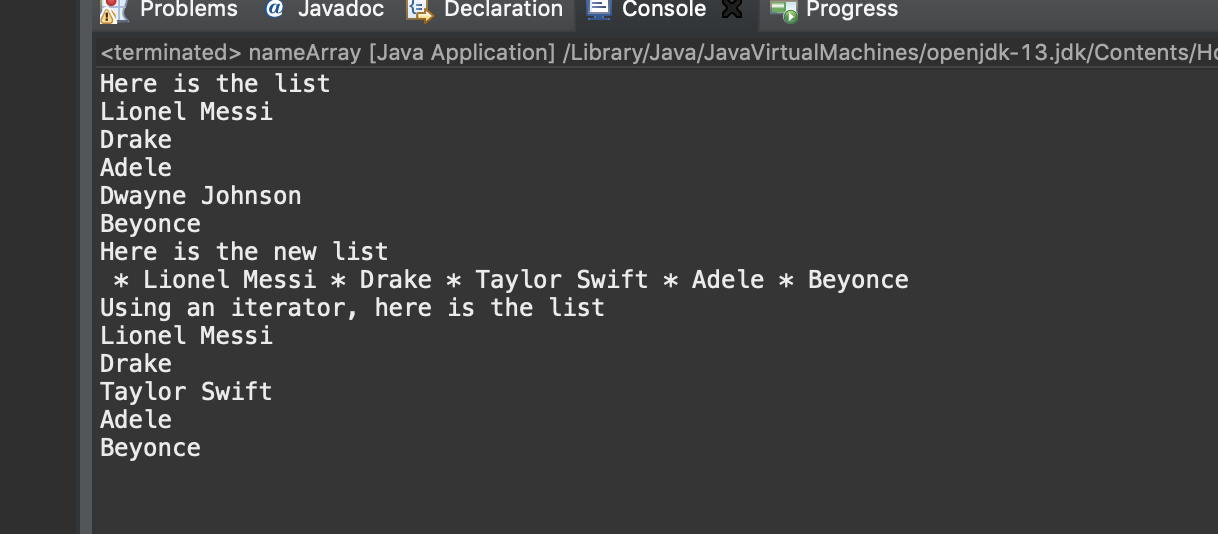 Problems @ Javadoc Declaration Console Progress
<terminated> nameArray [Java Application] /Library/Java/JavaVirtualMachines/openjdk-13.jdk/Contents/Ho
Here is the list
Lionel Messi
Drake
Adele
Dwayne Johnson
Beyonce
Here is the new list
* Lionel Messi * Drake * Taylor Swift * Adele * Beyonce
Using an iterator, here is the list
Lionel Messi
Drake
Taylor Swift
Adele
Beyonce